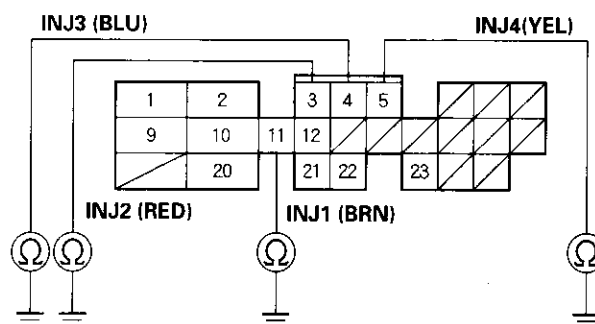 INJ3 (BLU) INJ4(YEL)
1 2 3 4 5
9 10 11 12
20 21 22 23
INJ2 (RED) INJ1 (BRN)
Ω Ω Ω Ω